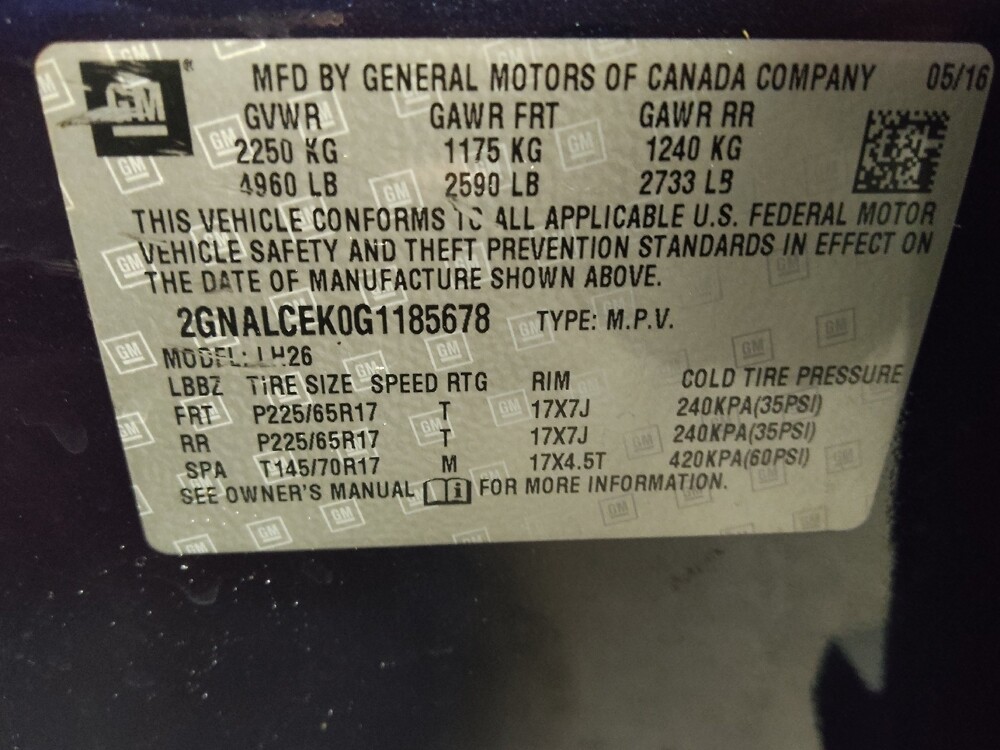 GM
MFD BY GENERAL MOTORS OF CANADA COMPANY 05/16
GVWR GAWR FRT GAWR RR
2250 KG 1175 KG 1240 KG
4960 LB 2590 LB 2733 LB
THIS VEHICLE CONFORMS TO ALL APPLICABLE U.S. FEDERAL MOTOR
VEHICLE SAFETY AND THEFT PREVENTION STANDARDS IN EFFECT ON
THE DATE OF MANUFACTURE SHOWN ABOVE.
2GNALCEK0G1185678 TYPE: M.P.V.
MODEL: LH26
LBBZ TIRE SIZE SPEED RTG RIM COLD TIRE PRESSURE
FRT P225/65R17 T 17X7J 240KPA(35PSI)
RR P225/65R17 T 17X7J 240KPA(35PSI)
SPA T145/70R17 M 17X4.5T 420KPA(60PSI)
SEE OWNER'S MANUAL i FOR MORE INFORMATION.